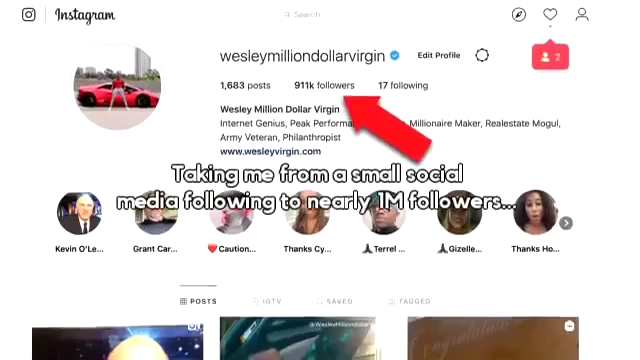 Instagram
Search
wesleymilliondollarvirgin
Edit Profile
2
1,683 posts 911k followers 17 following
Wesley Million Dollar Virgin
Internet Genius, Peak Performa Millionaire Maker, Realestate Mogul,
Army Veteran, Philanthropist
www.wesleyvirgin.com
Taking me from a small social
media following to nearly 1M followers...
Kevin O'Le... Grant Car... Caution... Thanks Cy... Terrel ... Gizelle... Thanks Ho...
POSTS IGTV SAVED TAGGED
@WesleyMilliondollarvirgin
Congratulations